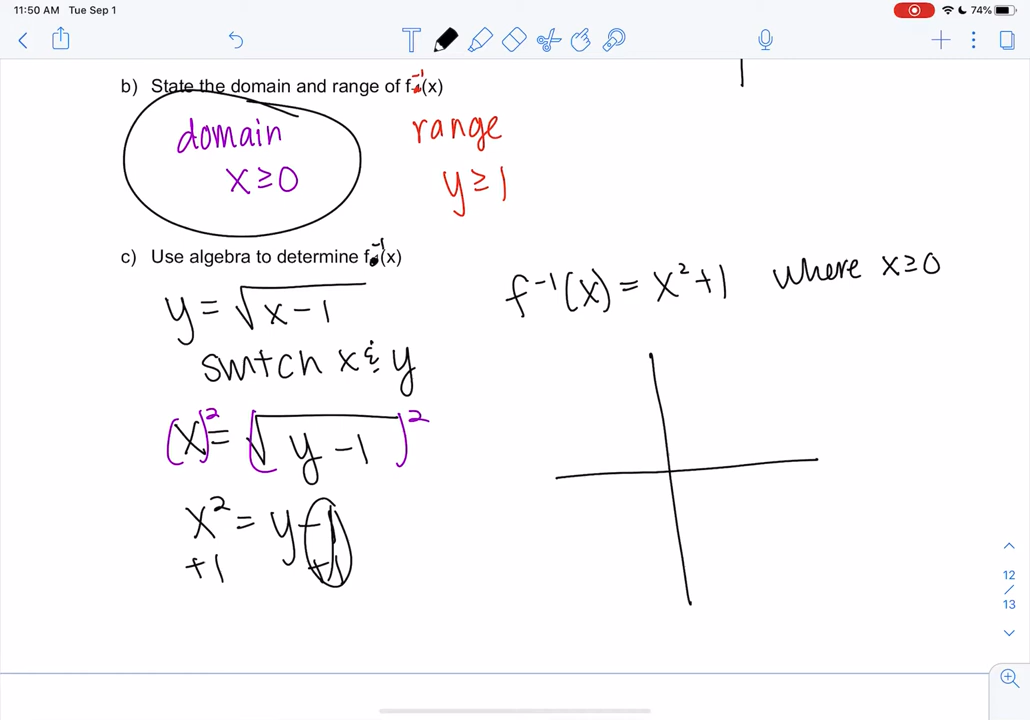 11:50 AM Tue Sep 1
74%
b) State the domain and range of f⁻¹(x)
domain
x ≥ 0
range
y ≥ 1
c) Use algebra to determine f⁻¹(x)
y = √(x − 1)
switch x & y
(x)² = (√(y − 1))²
x² = y − 1
+1 +1
f⁻¹(x) = x² + 1 where x ≥ 0
12
/
13